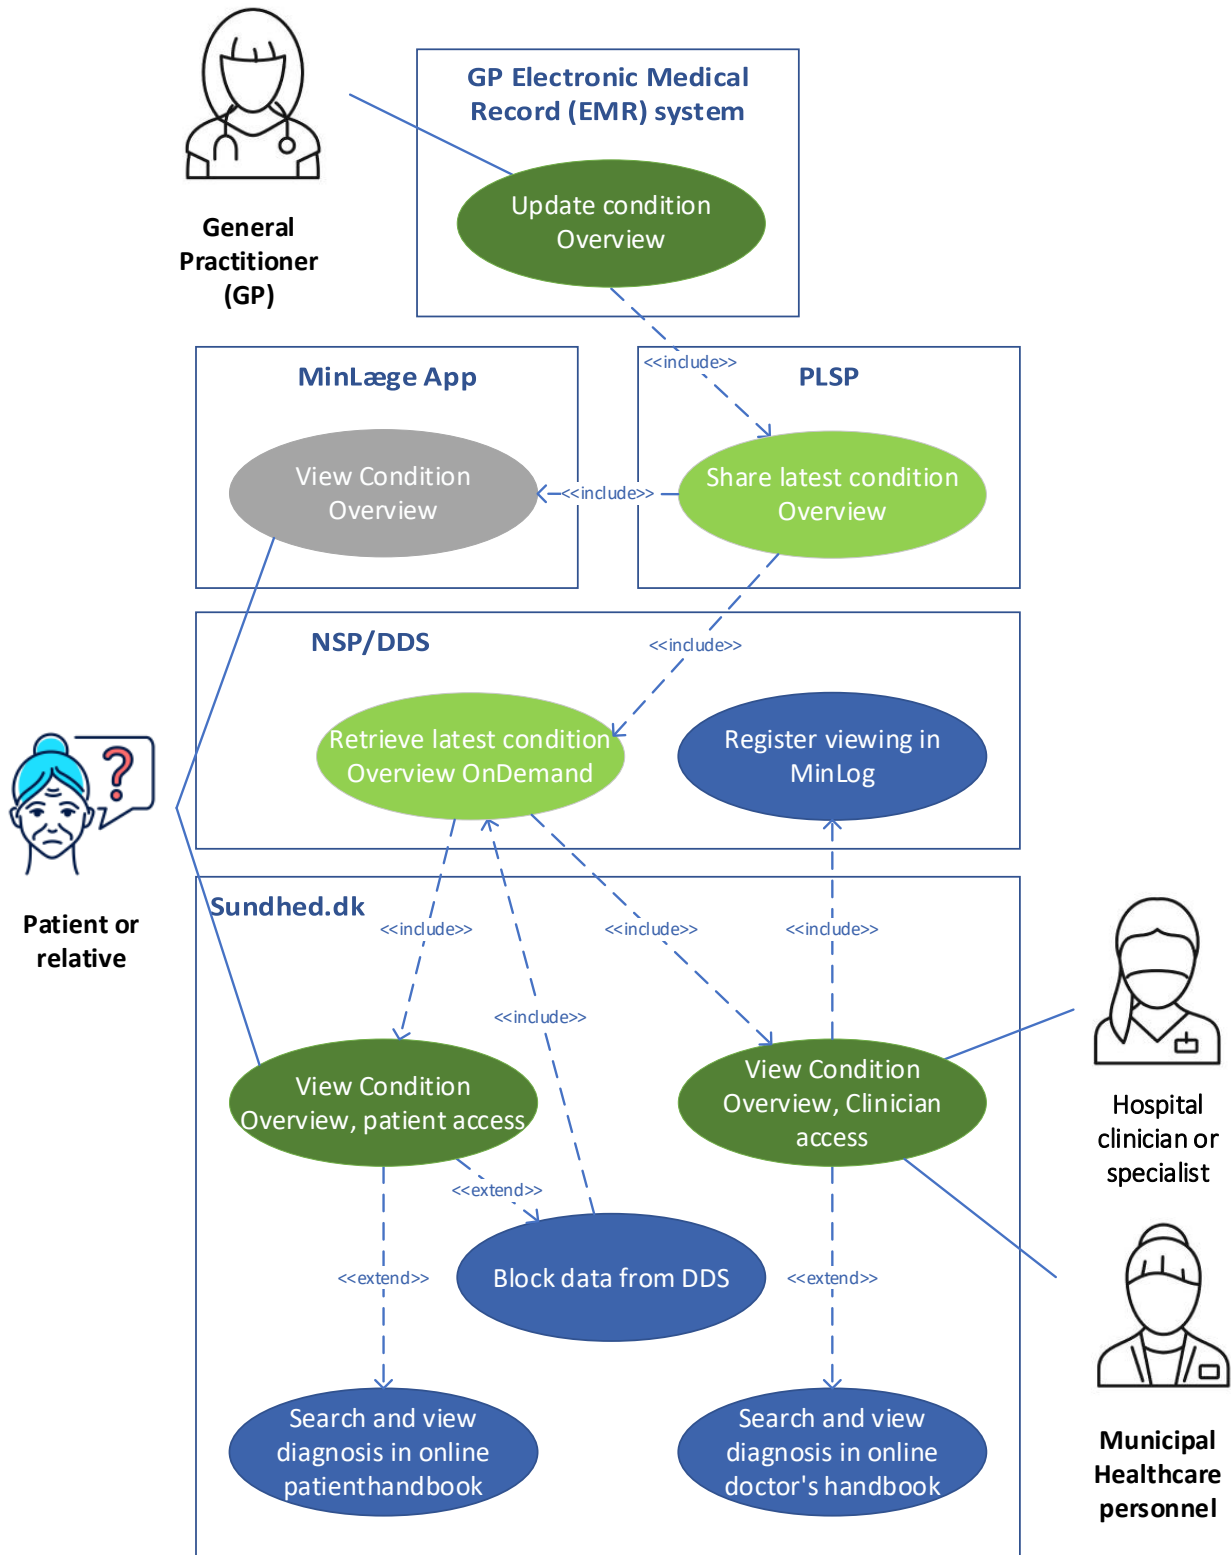 GP Electronic Medical
Record (EMR) system
Update condition
Overview
General
Practitioner
(GP)
<<include>>
MinLæge App
PLSP
View Condition
Overview
<<include>>
Share latest condition
Overview
NSP/DDS
<<include>>
Retrieve latest condition
Overview OnDemand
Register viewing in
MinLog
?
Patient or
relative
Sundhed.dk
<<include>>
<<include>>
<<include>>
<<include>>
View Condition
Overview, patient access
View Condition
Overview, Clinician
access
Hospital
clinician or
specialist
<<extend>>
Block data from DDS
<<extend>>
<<extend>>
Search and view
diagnosis in online
patienthandbook
Search and view
diagnosis in online
doctor's handbook
Municipal
Healthcare
personnel